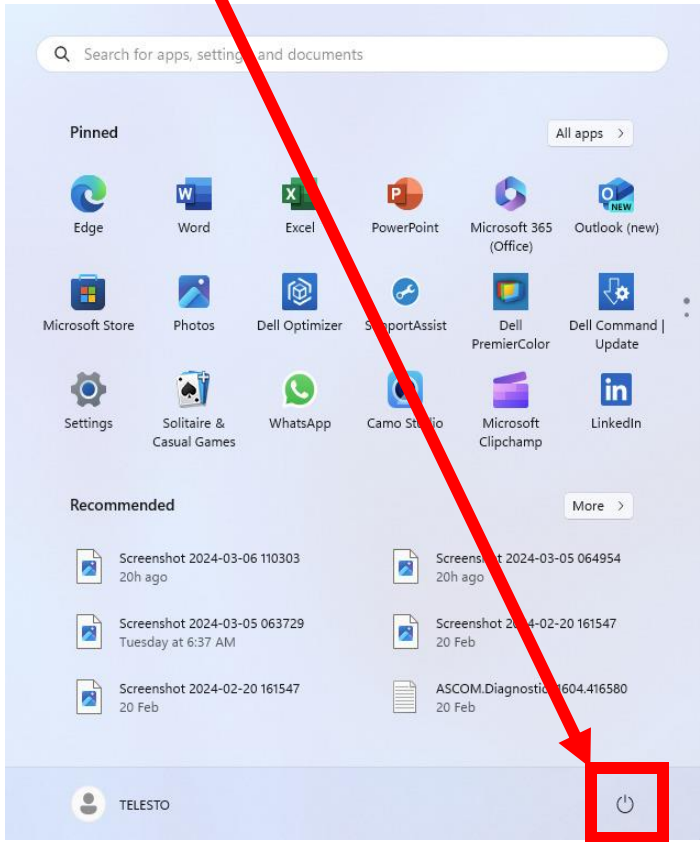 Search for apps, settings and documents
Pinned
All apps >
Edge
Word
Excel
PowerPoint
Microsoft 365
(Office)
NEW
Outlook (new)
Microsoft Store
Photos
Dell Optimizer
SupportAssist
Dell
PremierColor
Dell Command |
Update
Settings
Solitaire &
Casual Games
WhatsApp
Camo Studio
Microsoft
Clipchamp
in
LinkedIn
Recommended
More >
Screenshot 2024-03-06 110303
20h ago
Screenshot 2024-03-05 064954
20h ago
Screenshot 2024-03-05 063729
Tuesday at 6:37 AM
Screenshot 2024-02-20 161547
20 Feb
Screenshot 2024-02-20 161547
20 Feb
20 Feb
TELESTO